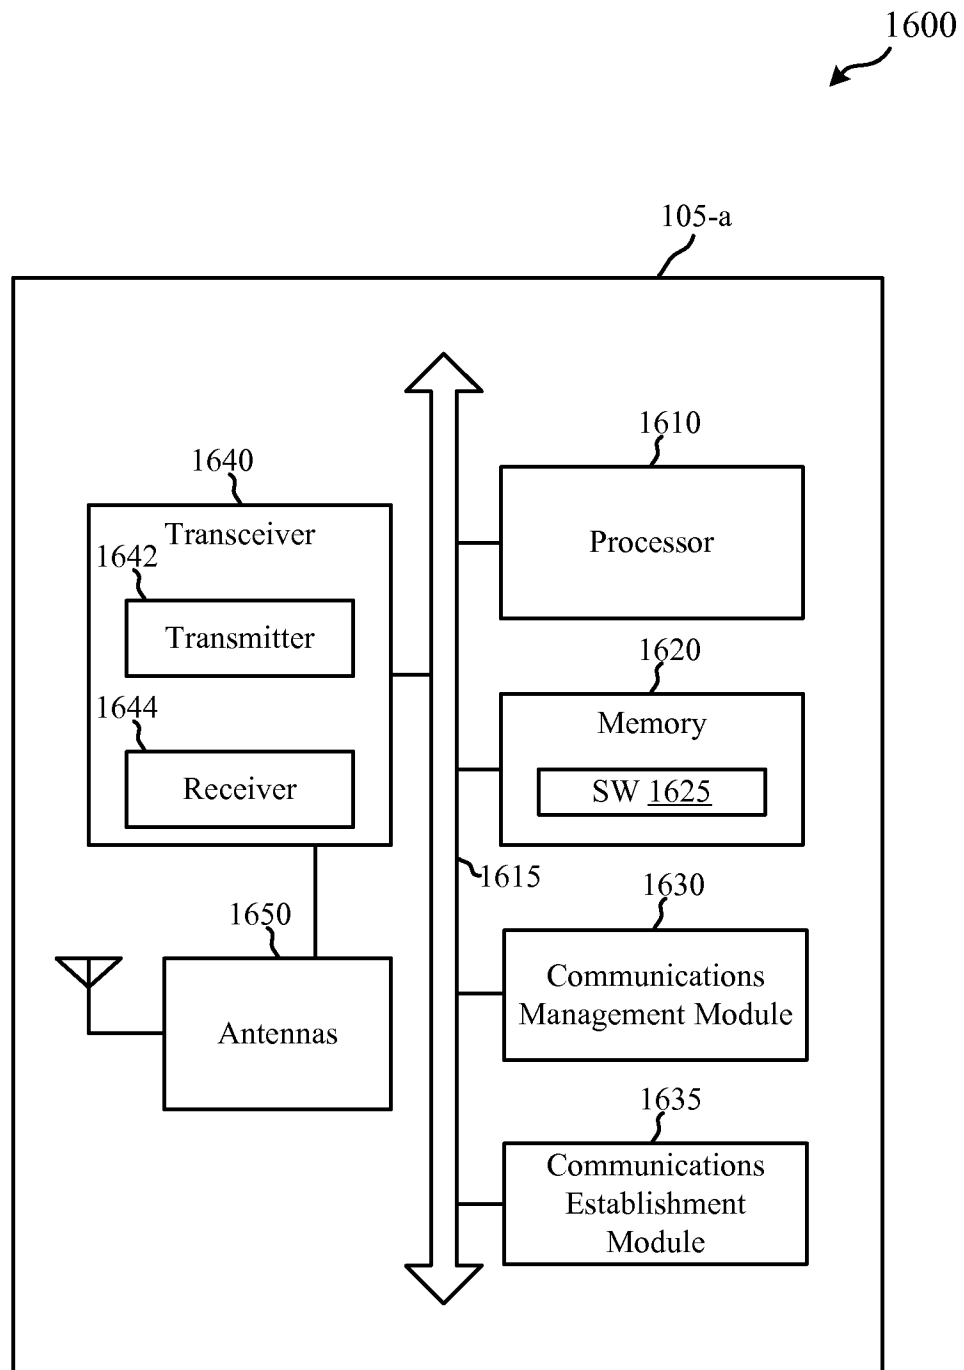 1600
105-a
1610
1640
Transceiver
Processor
1642
Transmitter
1620
1644
Memory
Receiver
SW 1625
1615
1630
1650
Communications
Management Module
Antennas
1635
Communications
Establishment
Module